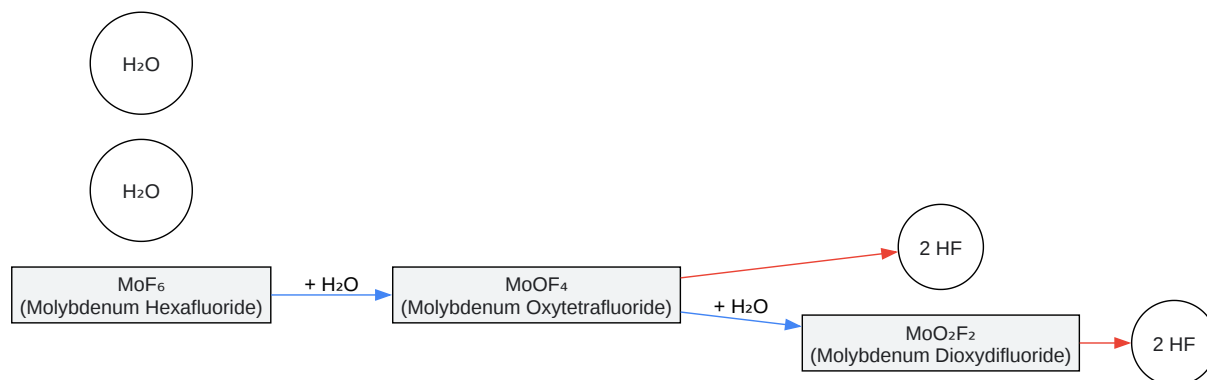 H₂O
H₂O
MoF₆
(Molybdenum Hexafluoride)
+ H₂O
MoOF₄
(Molybdenum Oxytetrafluoride)
2 HF
+ H₂O
MoO₂F₂
(Molybdenum Dioxydifluoride)
2 HF